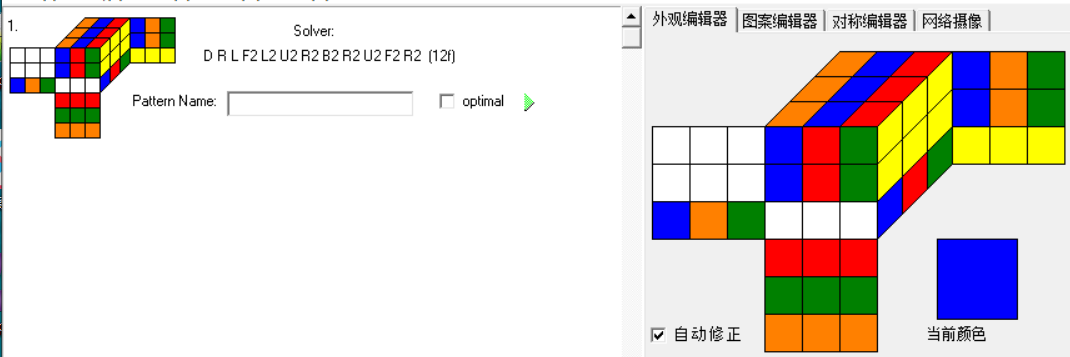 1.
Solver:
D R L F2 L2 U2 R2 B2 R2 U2 F2 R2 (12f)
Pattern Name:
optimal
外观编辑器 图案编辑器 对称编辑器 网络摄像
自动修正
当前颜色